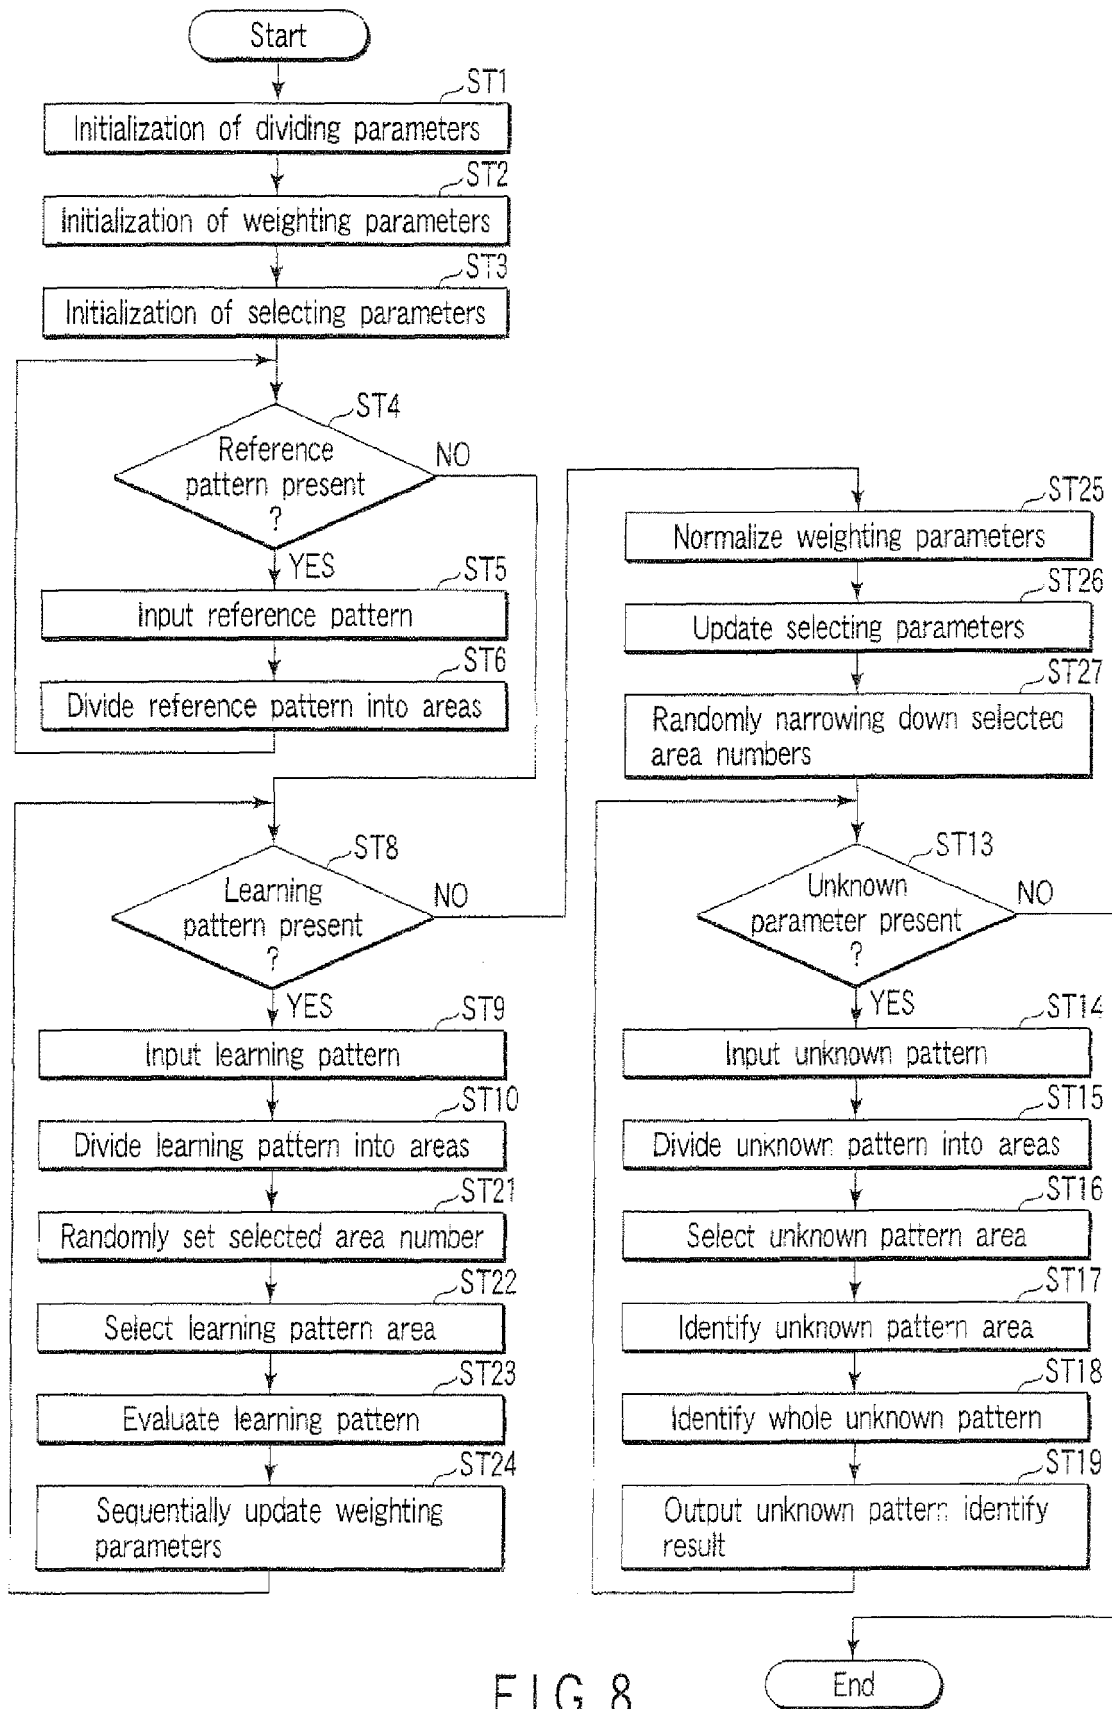 Start
ST1
Initialization of dividing parameters
ST2
Initialization of weighting parameters
ST3
Initialization of selecting parameters
ST4
Reference
pattern present
?
NO
YES
ST5
Input reference pattern
ST6
Divide reference pattern into areas
ST8
Learning
pattern present
?
NO
YES
ST9
Input learning pattern
ST10
Divide learning pattern into areas
ST21
Randomly set selected area number
ST22
Select learning pattern area
ST23
Evaluate learning pattern
ST24
Sequentially update weighting
parameters
ST25
Normalize weighting parameters
ST26
Update selecting parameters
ST27
Randomly narrowing down selected
area numbers
ST13
Unknown
parameter present
?
NO
YES
ST14
Input unknown pattern
ST15
Divide unknown pattern into areas
ST16
Select unknown pattern area
ST17
Identify unknown pattern area
ST18
Identify whole unknown pattern
ST19
Output unknown pattern identify
result
End
FIG. 8